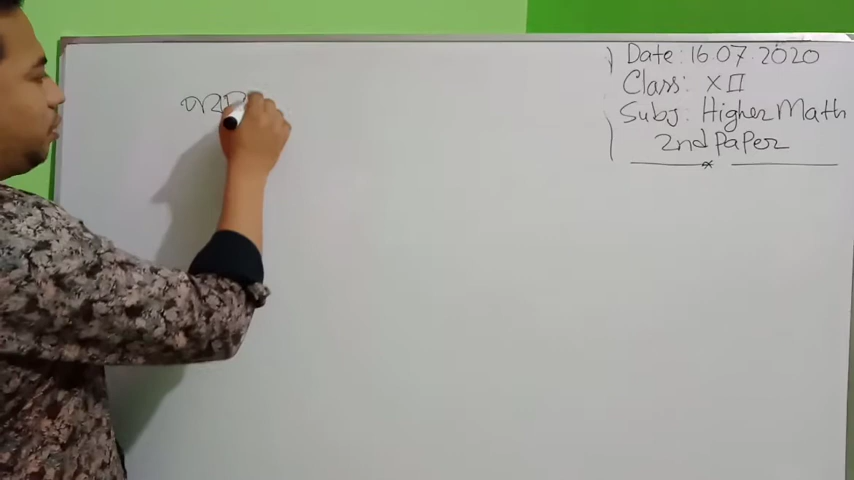 Date: 16.07.2020
Class: XII
Subj: Higher Math
2nd Paper